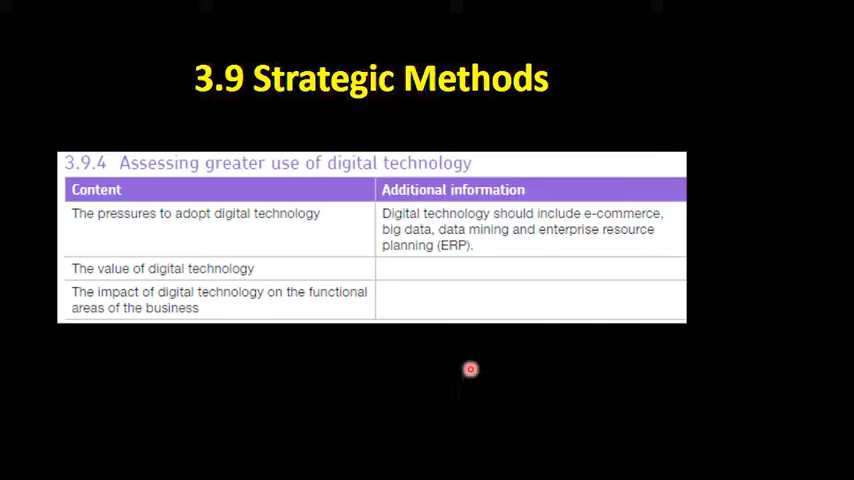 3.9 Strategic Methods
3.9.4 Assessing greater use of digital technology
Content
Additional information
The pressures to adopt digital technology
Digital technology should include e-commerce,
big data, data mining and enterprise resource
planning (ERP).
The value of digital technology
The impact of digital technology on the functional
areas of the business